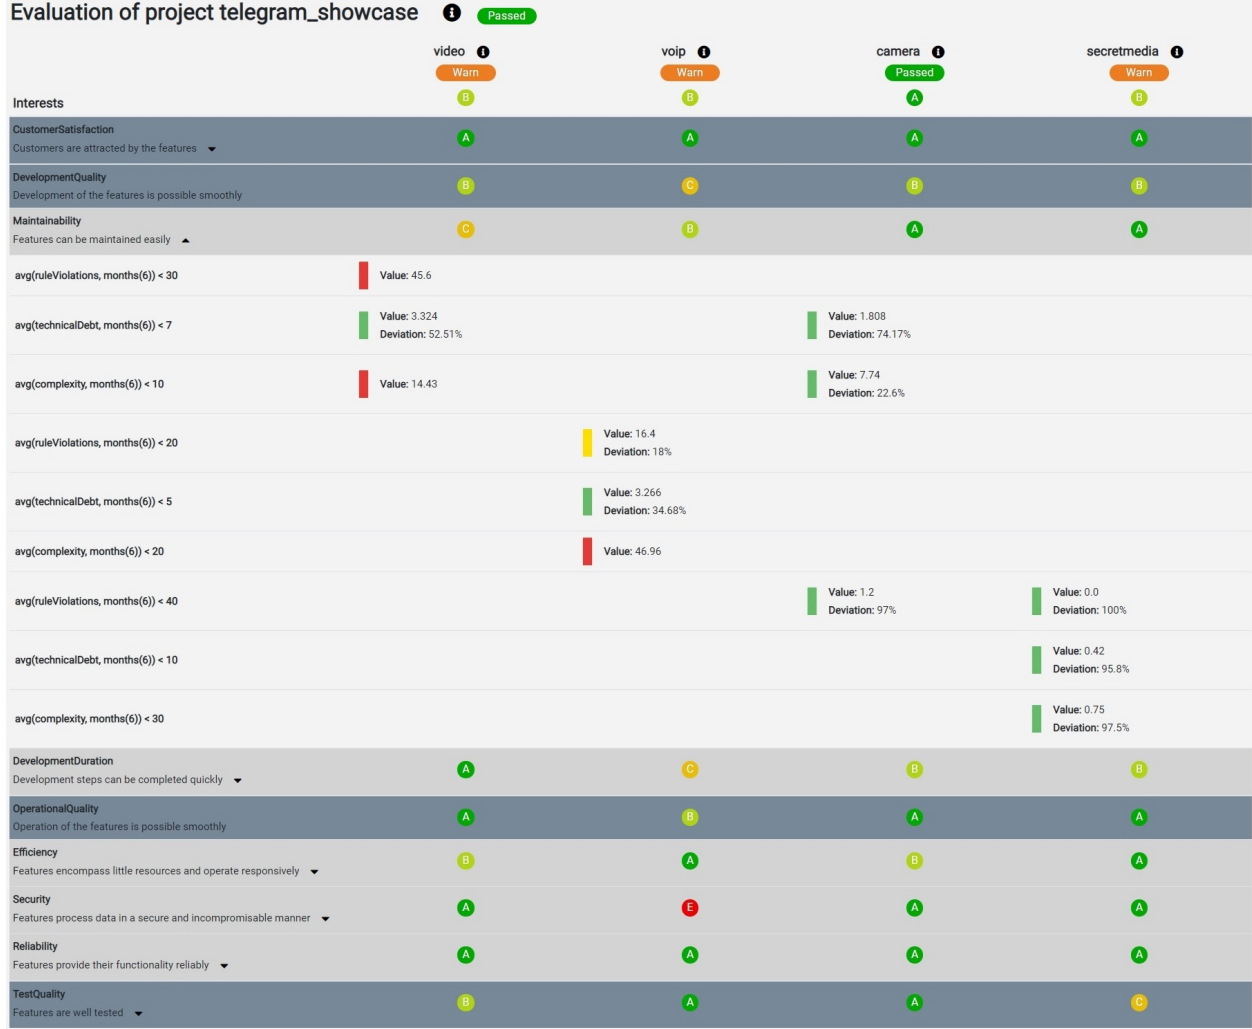 Evaluation of project telegram_showcase Passed
video voip camera secretmedia
Warn Warn Passed Warn
Interests B B A B
CustomerSatisfaction
Customers are attracted by the features A A A A
DevelopmentQuality
Development of the features is possible smoothly B C B B
Maintainability
Features can be maintained easily C B A A
avg(ruleViolations, months(6)) < 30 Value: 45.6
avg(technicalDebt, months(6)) < 7 Value: 3.324 Value: 1.808
Deviation: 52.51% Deviation: 74.17%
avg(complexity, months(6)) < 10 Value: 14.43 Value: 7.74
Deviation: 22.6%
avg(ruleViolations, months(6)) < 20 Value: 16.4
Deviation: 18%
avg(technicalDebt, months(6)) < 5 Value: 3.266
Deviation: 34.68%
avg(complexity, months(6)) < 20 Value: 46.96
avg(ruleViolations, months(6)) < 40 Value: 1.2 Value: 0.0
Deviation: 97% Deviation: 100%
avg(technicalDebt, months(6)) < 10 Value: 0.42
Deviation: 95.8%
avg(complexity, months(6)) < 30 Value: 0.75
Deviation: 97.5%
DevelopmentDuration
Development steps can be completed quickly A C B B
OperationalQuality
Operation of the features is possible smoothly A B A A
Efficiency
Features encompass little resources and operate responsively B A B A
Security
Features process data in a secure and incompromisable manner A E A A
Reliability
Features provide their functionality reliably A A A A
TestQuality
Features are well tested B A A C